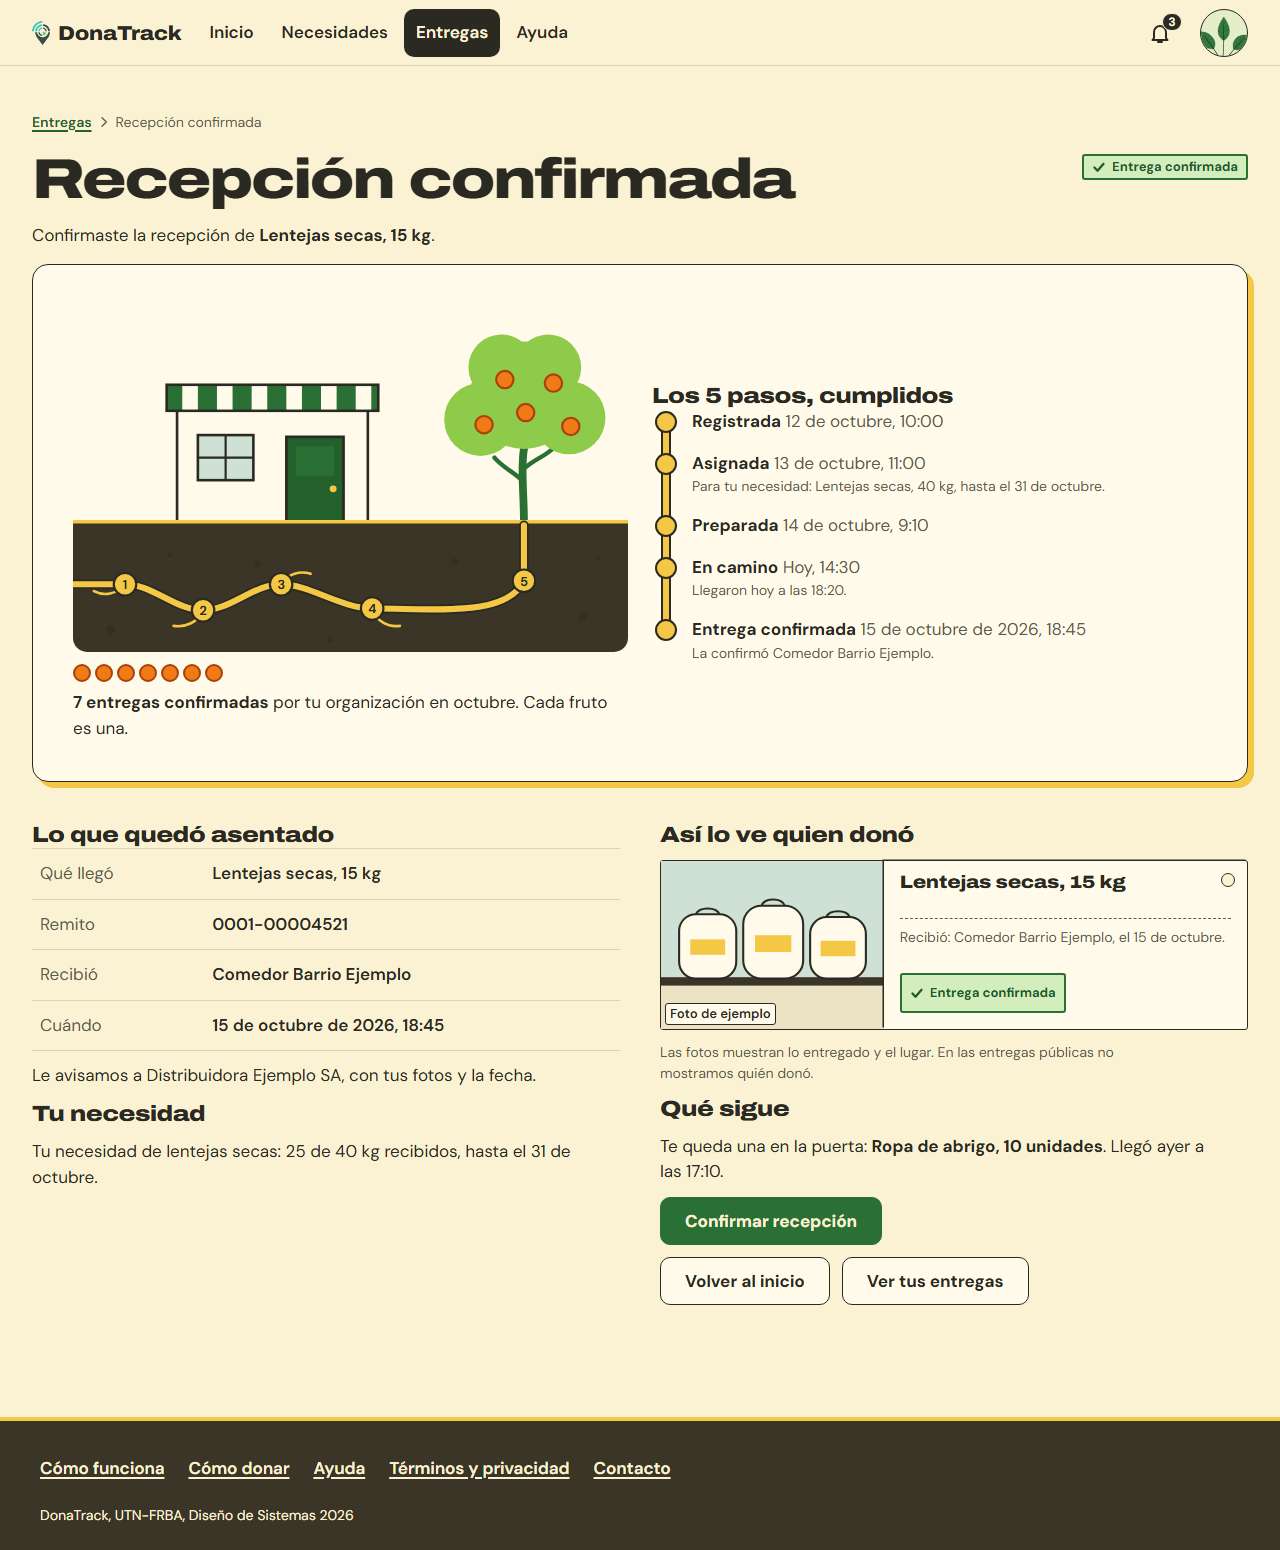 DonaTrack
Inicio
Necesidades
Entregas
Ayuda
3
Entregas > Recepción confirmada
Recepción confirmada
Entrega confirmada
Confirmaste la recepción de Lentejas secas, 15 kg.
1
2
3
4
5
7 entregas confirmadas por tu organización en octubre. Cada fruto
es una.
Los 5 pasos, cumplidos
Registrada 12 de octubre, 10:00
Asignada 13 de octubre, 11:00
Para tu necesidad: Lentejas secas, 40 kg, hasta el 31 de octubre.
Preparada 14 de octubre, 9:10
En camino Hoy, 14:30
Llegaron hoy a las 18:20.
Entrega confirmada 15 de octubre de 2026, 18:45
La confirmó Comedor Barrio Ejemplo.
Lo que quedó asentado
Qué llegó Lentejas secas, 15 kg
Remito 0001-00004521
Recibió Comedor Barrio Ejemplo
Cuándo 15 de octubre de 2026, 18:45
Le avisamos a Distribuidora Ejemplo SA, con tus fotos y la fecha.
Tu necesidad
Tu necesidad de lentejas secas: 25 de 40 kg recibidos, hasta el 31 de
octubre.
Así lo ve quien donó
Foto de ejemplo
Lentejas secas, 15 kg
Recibió: Comedor Barrio Ejemplo, el 15 de octubre.
Entrega confirmada
Las fotos muestran lo entregado y el lugar. En las entregas públicas no
mostramos quién donó.
Qué sigue
Te queda una en la puerta: Ropa de abrigo, 10 unidades. Llegó ayer a
las 17:10.
Confirmar recepción
Volver al inicio
Ver tus entregas
Cómo funciona
Cómo donar
Ayuda
Términos y privacidad
Contacto
DonaTrack, UTN-FRBA, Diseño de Sistemas 2026